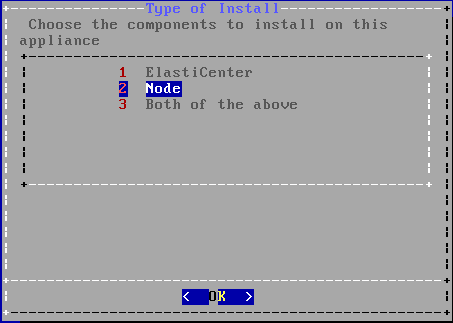 Type of Install
Choose the components to install on this
appliance
1 ElastiCenter
2 Node
3 Both of the above
< OK >